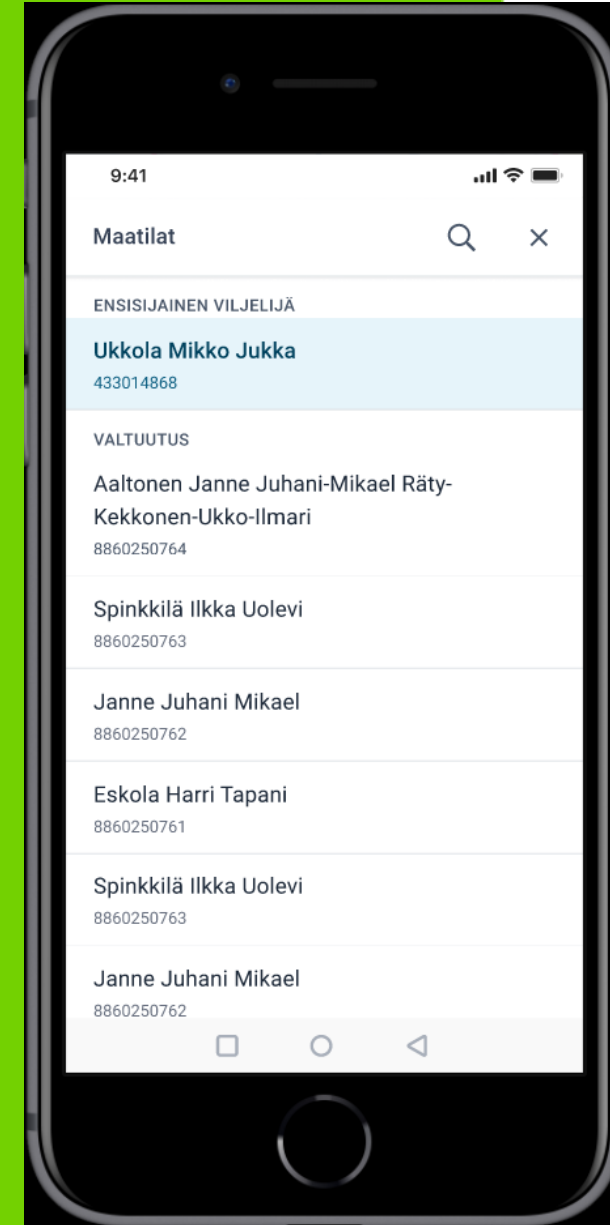 9:41
Maatilat
ENSISIJAINEN VILJELIJÄ
Ukkola Mikko Jukka
433014868
VALTUUTUS
Aaltonen Janne Juhani-Mikael Räty-
Kekkonen-Ukko-Ilmari
8860250764
Spinkkilä Ilkka Uolevi
8860250763
Janne Juhani Mikael
8860250762
Eskola Harri Tapani
8860250761
Spinkkilä Ilkka Uolevi
8860250763
Janne Juhani Mikael
8860250762